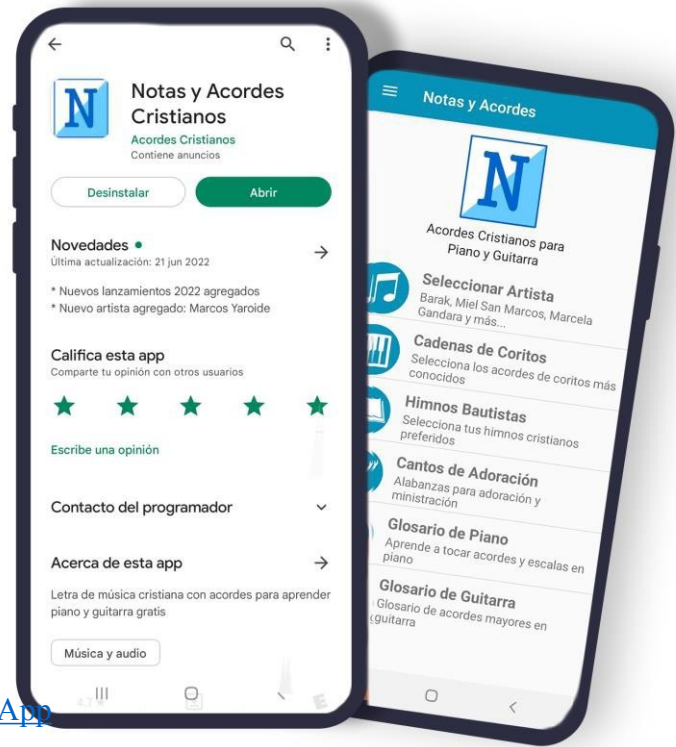 N
Notas y Acordes
Cristianos
Acordes Cristianos
Contiene anuncios
Desinstalar
Abrir
Novedades
Última actualización: 21 jun 2022
* Nuevos lanzamientos 2022 agregados
* Nuevo artista agregado: Marcos Yaroide
Califica esta app
Comparte tu opinión con otros usuarios
Escribe una opinión
Contacto del programador
Acerca de esta app
Letra de música cristiana con acordes para aprender
piano y guitarra gratis
Música y audio
4.7
E
App
Notas y Acordes
N
Acordes Cristianos para
Piano y Guitarra
Seleccionar Artista
Barak, Miel San Marcos, Marcela
Gandara y más...
Cadenas de Coritos
Selecciona los acordes de coritos más
conocidos
Himnos Bautistas
Selecciona tus himnos cristianos
preferidos
Cantos de Adoración
Alabanzas para adoración y
ministración
Glosario de Piano
Aprende a tocar acordes y escalas en
piano
Glosario de Guitarra
Glosario de acordes mayores en
guitarra